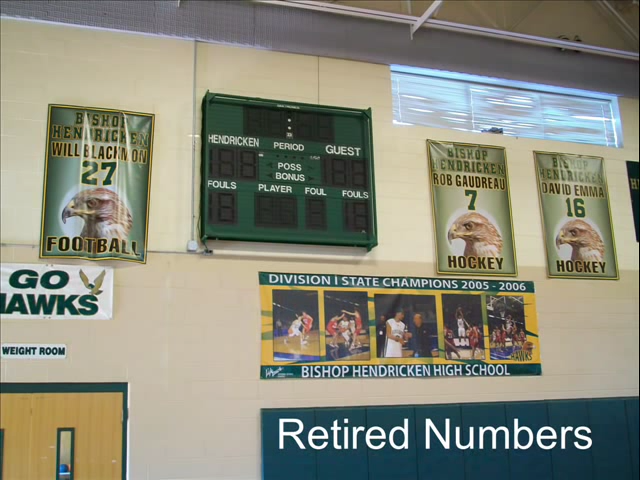 BISHOP
HENDRICKEN
WILL BLACKMON
27
FOOTBALL
HENDRICKEN
PERIOD
GUEST
POSS
BONUS
FOULS
PLAYER
FOUL
FOULS
BISHOP
HENDRICKEN
ROB GAUDREAU
7
HOCKEY
BISHOP
HENDRICKEN
DAVID EMMA
16
HOCKEY
GO
HAWKS
WEIGHT ROOM
DIVISION I STATE CHAMPIONS 2005 - 2006
HAWKS
BISHOP HENDRICKEN HIGH SCHOOL
Retired Numbers